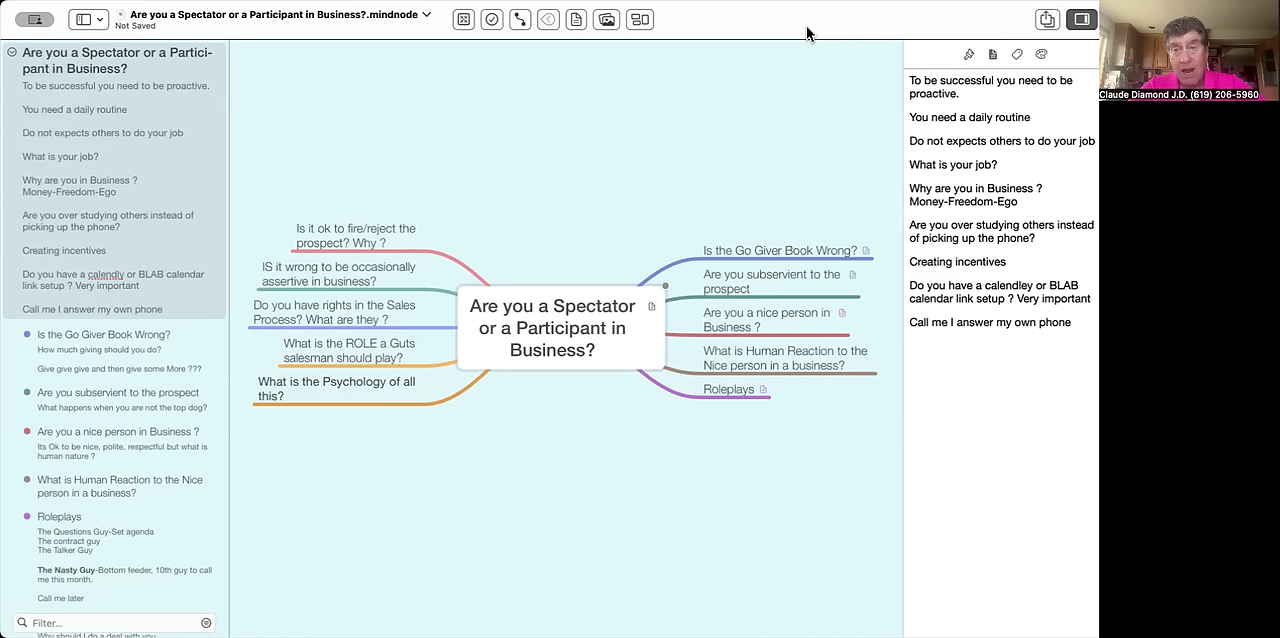 Are you a Spectator or a Participant in Business?.mindnode
Not Saved
Are you a Spectator or a Partici-
pant in Business?
To be successful you need to be proactive.
You need a daily routine
Do not expects others to do your job
What is your job?
Why are you in Business ?
Money-Freedom-Ego
Are you over studying others instead of
picking up the phone?
Creating incentives
Do you have a calendly or BLAB calendar
link setup ? Very important
Call me I answer my own phone
Is the Go Giver Book Wrong?
How much giving should you do?
Give give give and then give some More ???
Are you subservient to the prospect
What happens when you are not the top dog?
Are you a nice person in Business ?
Its Ok to be nice, polite, respectful but what is
human nature ?
What is Human Reaction to the Nice
person in a business?
Roleplays
The Questions Guy-Set agenda
The contract guy
The Talker Guy
The Nasty Guy-Bottom feeder, 10th guy to call
me this month.
Call me later
Filter...
Why should I do a deal with you
Is it ok to fire/reject the
prospect? Why ?
IS it wrong to be occasionally
assertive in business?
Do you have rights in the Sales
Process? What are they ?
What is the ROLE a Guts
salesman should play?
What is the Psychology of all
this?
Are you a Spectator
or a Participant in
Business?
Is the Go Giver Book Wrong?
Are you subservient to the
prospect
Are you a nice person in
Business ?
What is Human Reaction to the
Nice person in a business?
Roleplays
To be successful you need to be
proactive.
You need a daily routine
Do not expects others to do your job
What is your job?
Why are you in Business ?
Money-Freedom-Ego
Are you over studying others instead
of picking up the phone?
Creating incentives
Do you have a calendley or BLAB
calendar link setup ? Very important
Call me I answer my own phone
Claude Diamond J.D. (619) 206-5960